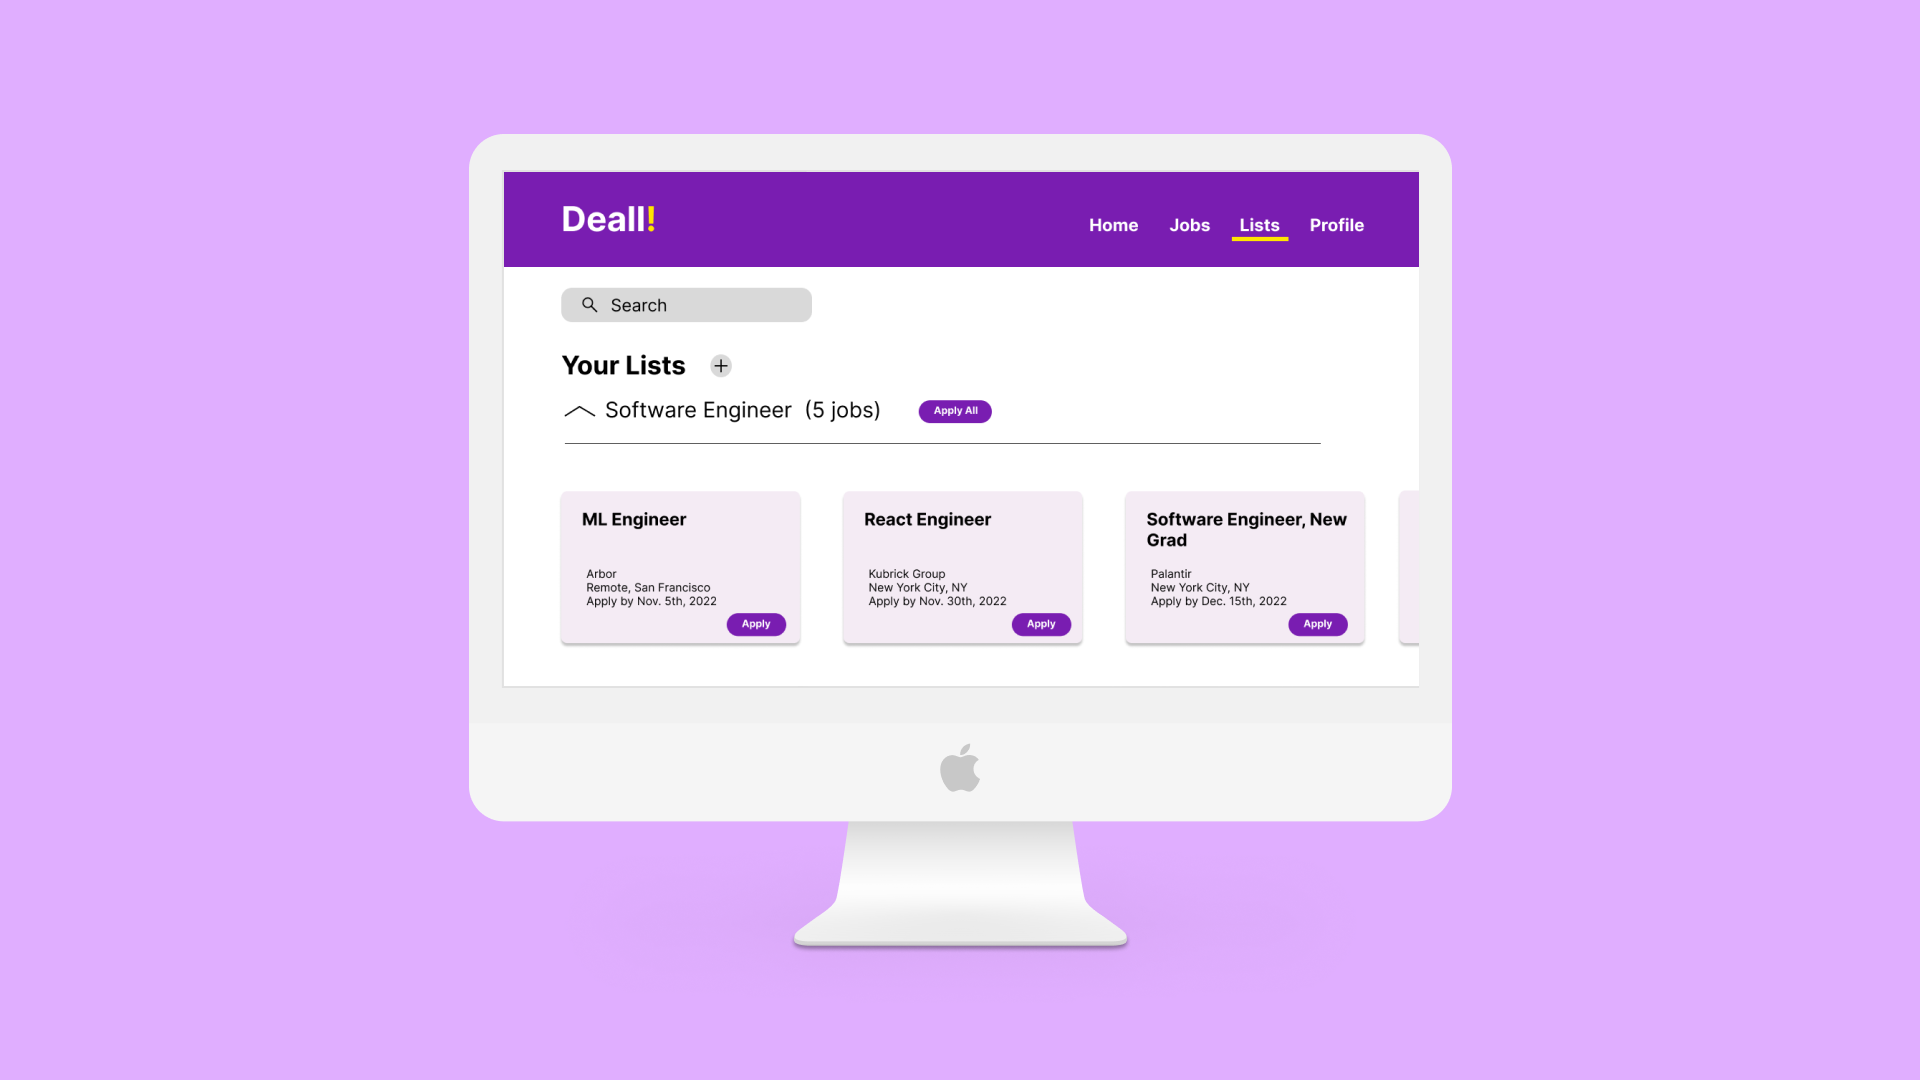 Deall!
Home Jobs Lists Profile
Search
Your Lists
Software Engineer (5 jobs) Apply All
ML Engineer
Arbor
Remote, San Francisco
Apply by Nov. 5th, 2022
Apply
React Engineer
Kubrick Group
New York City, NY
Apply by Nov. 30th, 2022
Apply
Software Engineer, New
Grad
Palantir
New York City, NY
Apply by Dec. 15th, 2022
Apply